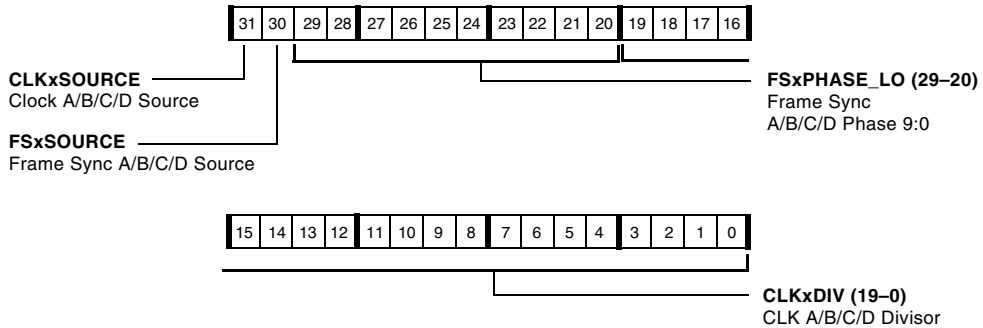 31 30 29 28 27 26 25 24 23 22 21 20 19 18 17 16
CLKxSOURCE
Clock A/B/C/D Source
FSxSOURCE
Frame Sync A/B/C/D Source
FSxPHASE_LO (29–20)
Frame Sync
A/B/C/D Phase 9:0
15 14 13 12 11 10 9 8 7 6 5 4 3 2 1 0
CLKxDIV (19–0)
CLK A/B/C/D Divisor